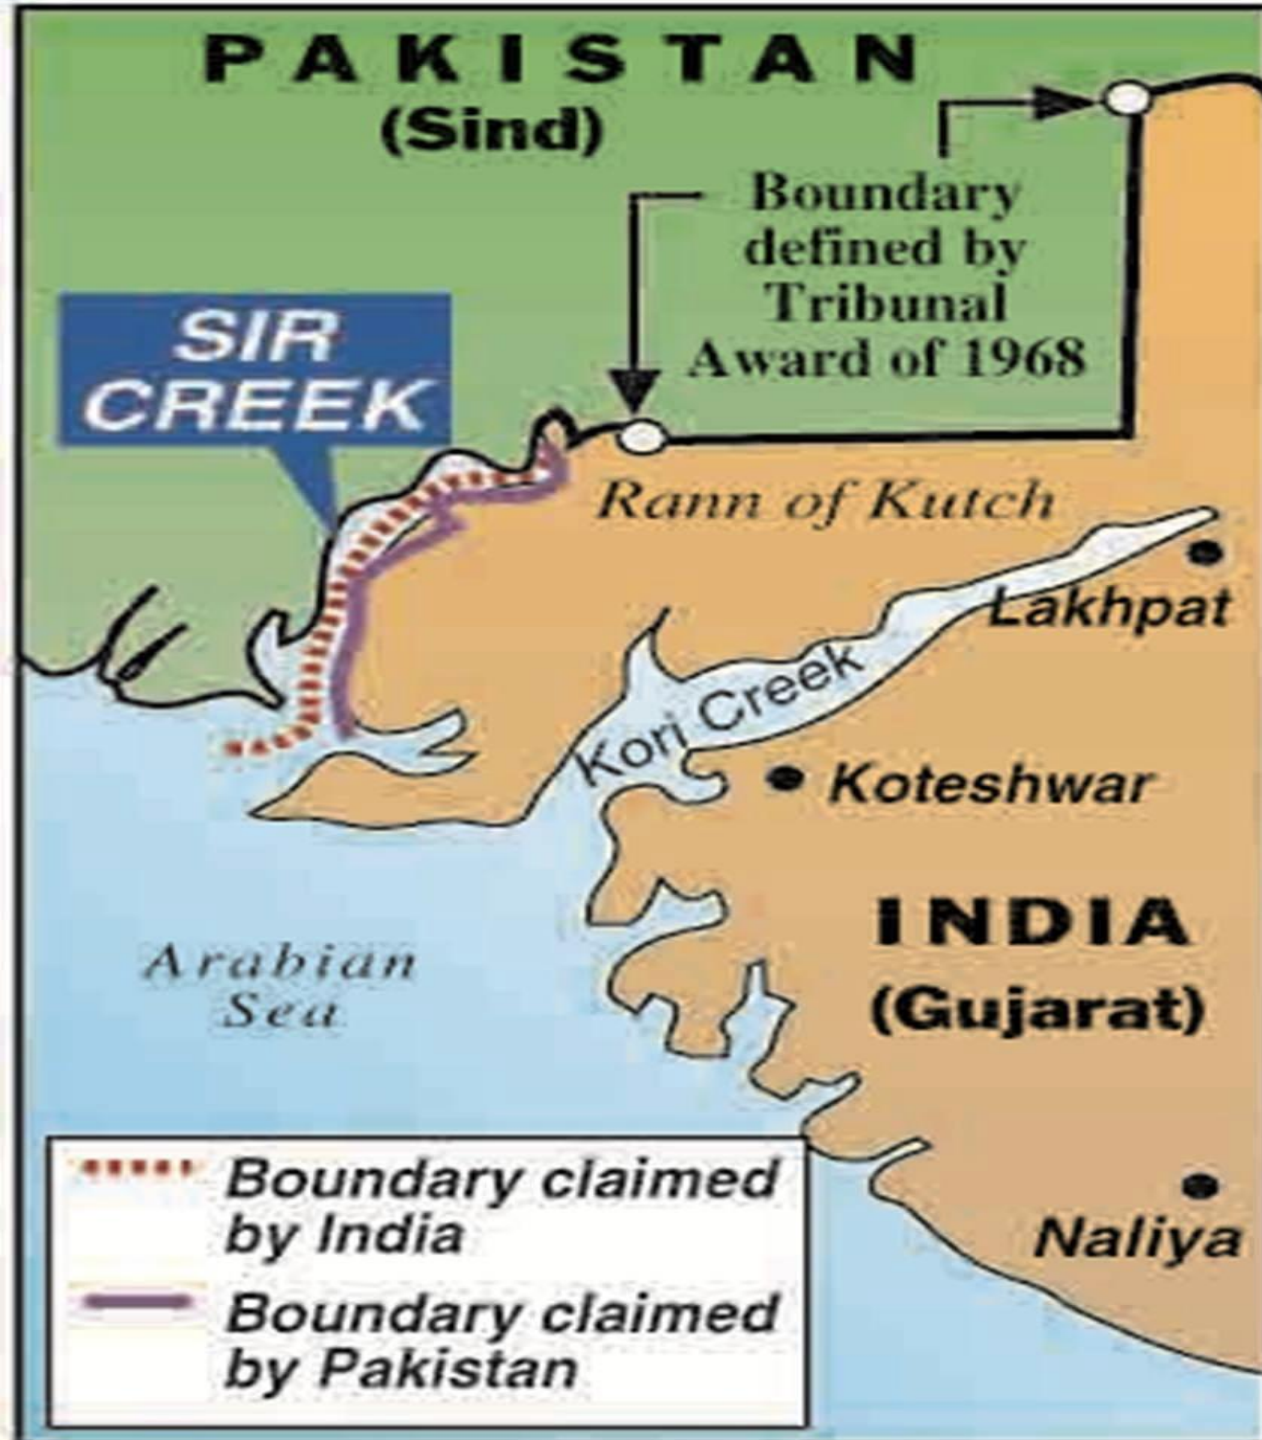 PAKISTAN
(Sind)
Boundary
defined by
Tribunal
Award of 1968
SIR
CREEK
Rann of Kutch
Lakhpat
Kori Creek
Koteshwar
INDIA
(Gujarat)
Arabian
Sea
Naliya
Boundary claimed
by India
Boundary claimed
by Pakistan